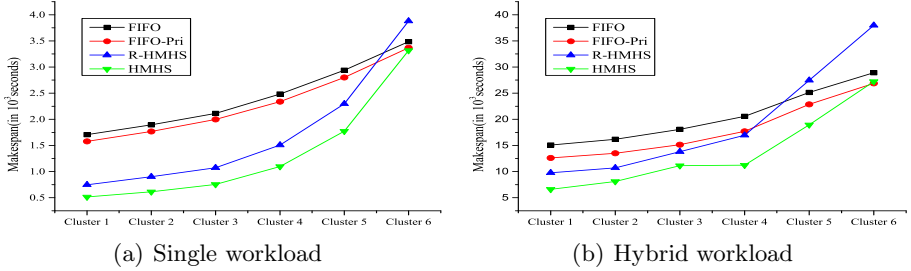 4.0
3.5
3.0
2.5
2.0
1.5
1.0
0.5
Makespan(in 10³seconds)
FIFO
FIFO-Pri
R-HMHS
HMHS
Cluster 1 Cluster 2 Cluster 3 Cluster 4 Cluster 5 Cluster 6
(a) Single workload
40
35
30
25
20
15
10
5
Makespan(in 10³seconds)
FIFO
FIFO-Pri
R-HMHS
HMHS
Cluster 1 Cluster 2 Cluster 3 Cluster 4 Cluster 5 Cluster 6
(b) Hybrid workload